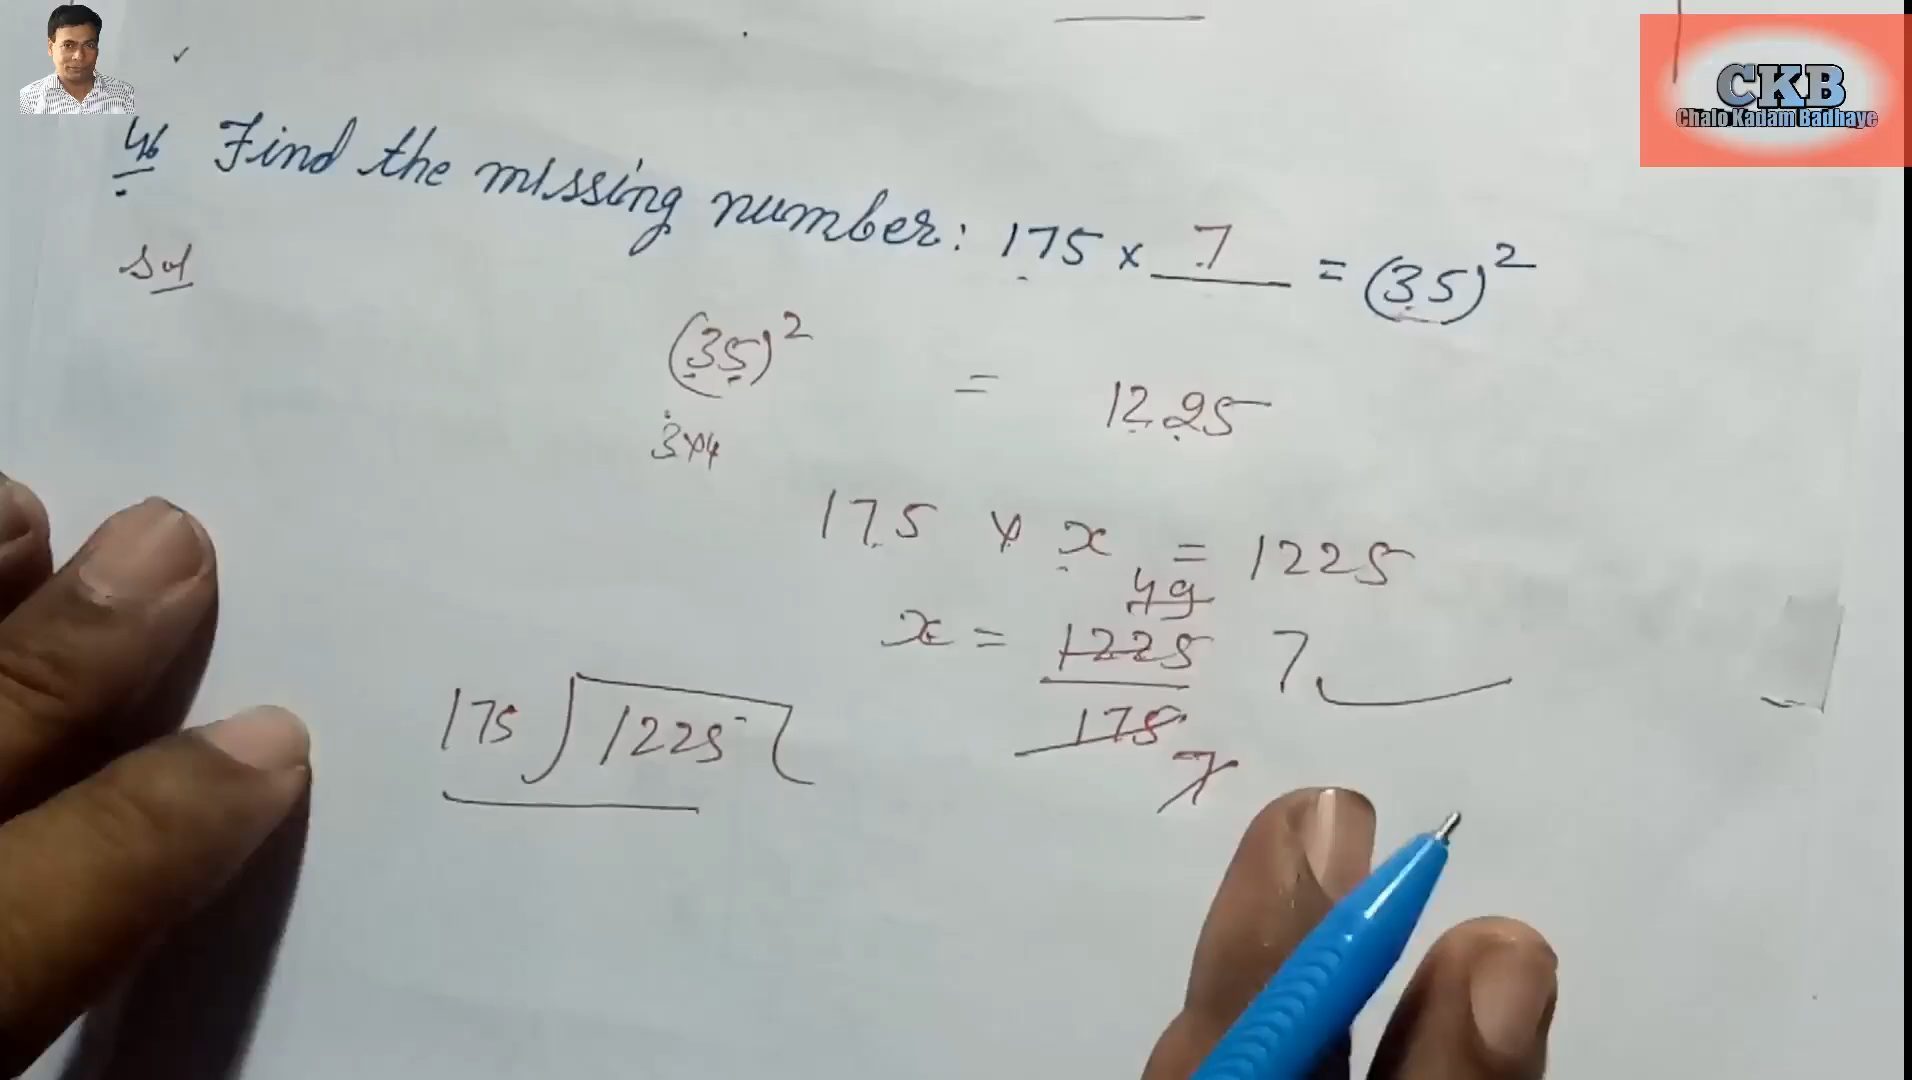 CKB
Chalo Kadam Badhaye
46 Find the missing number: 175 × 7 = (35)²
Sol
(35)² = 1225
3×4
175 × x = 1225
49
x = 1225 7
175
7
175 ) 1225 (